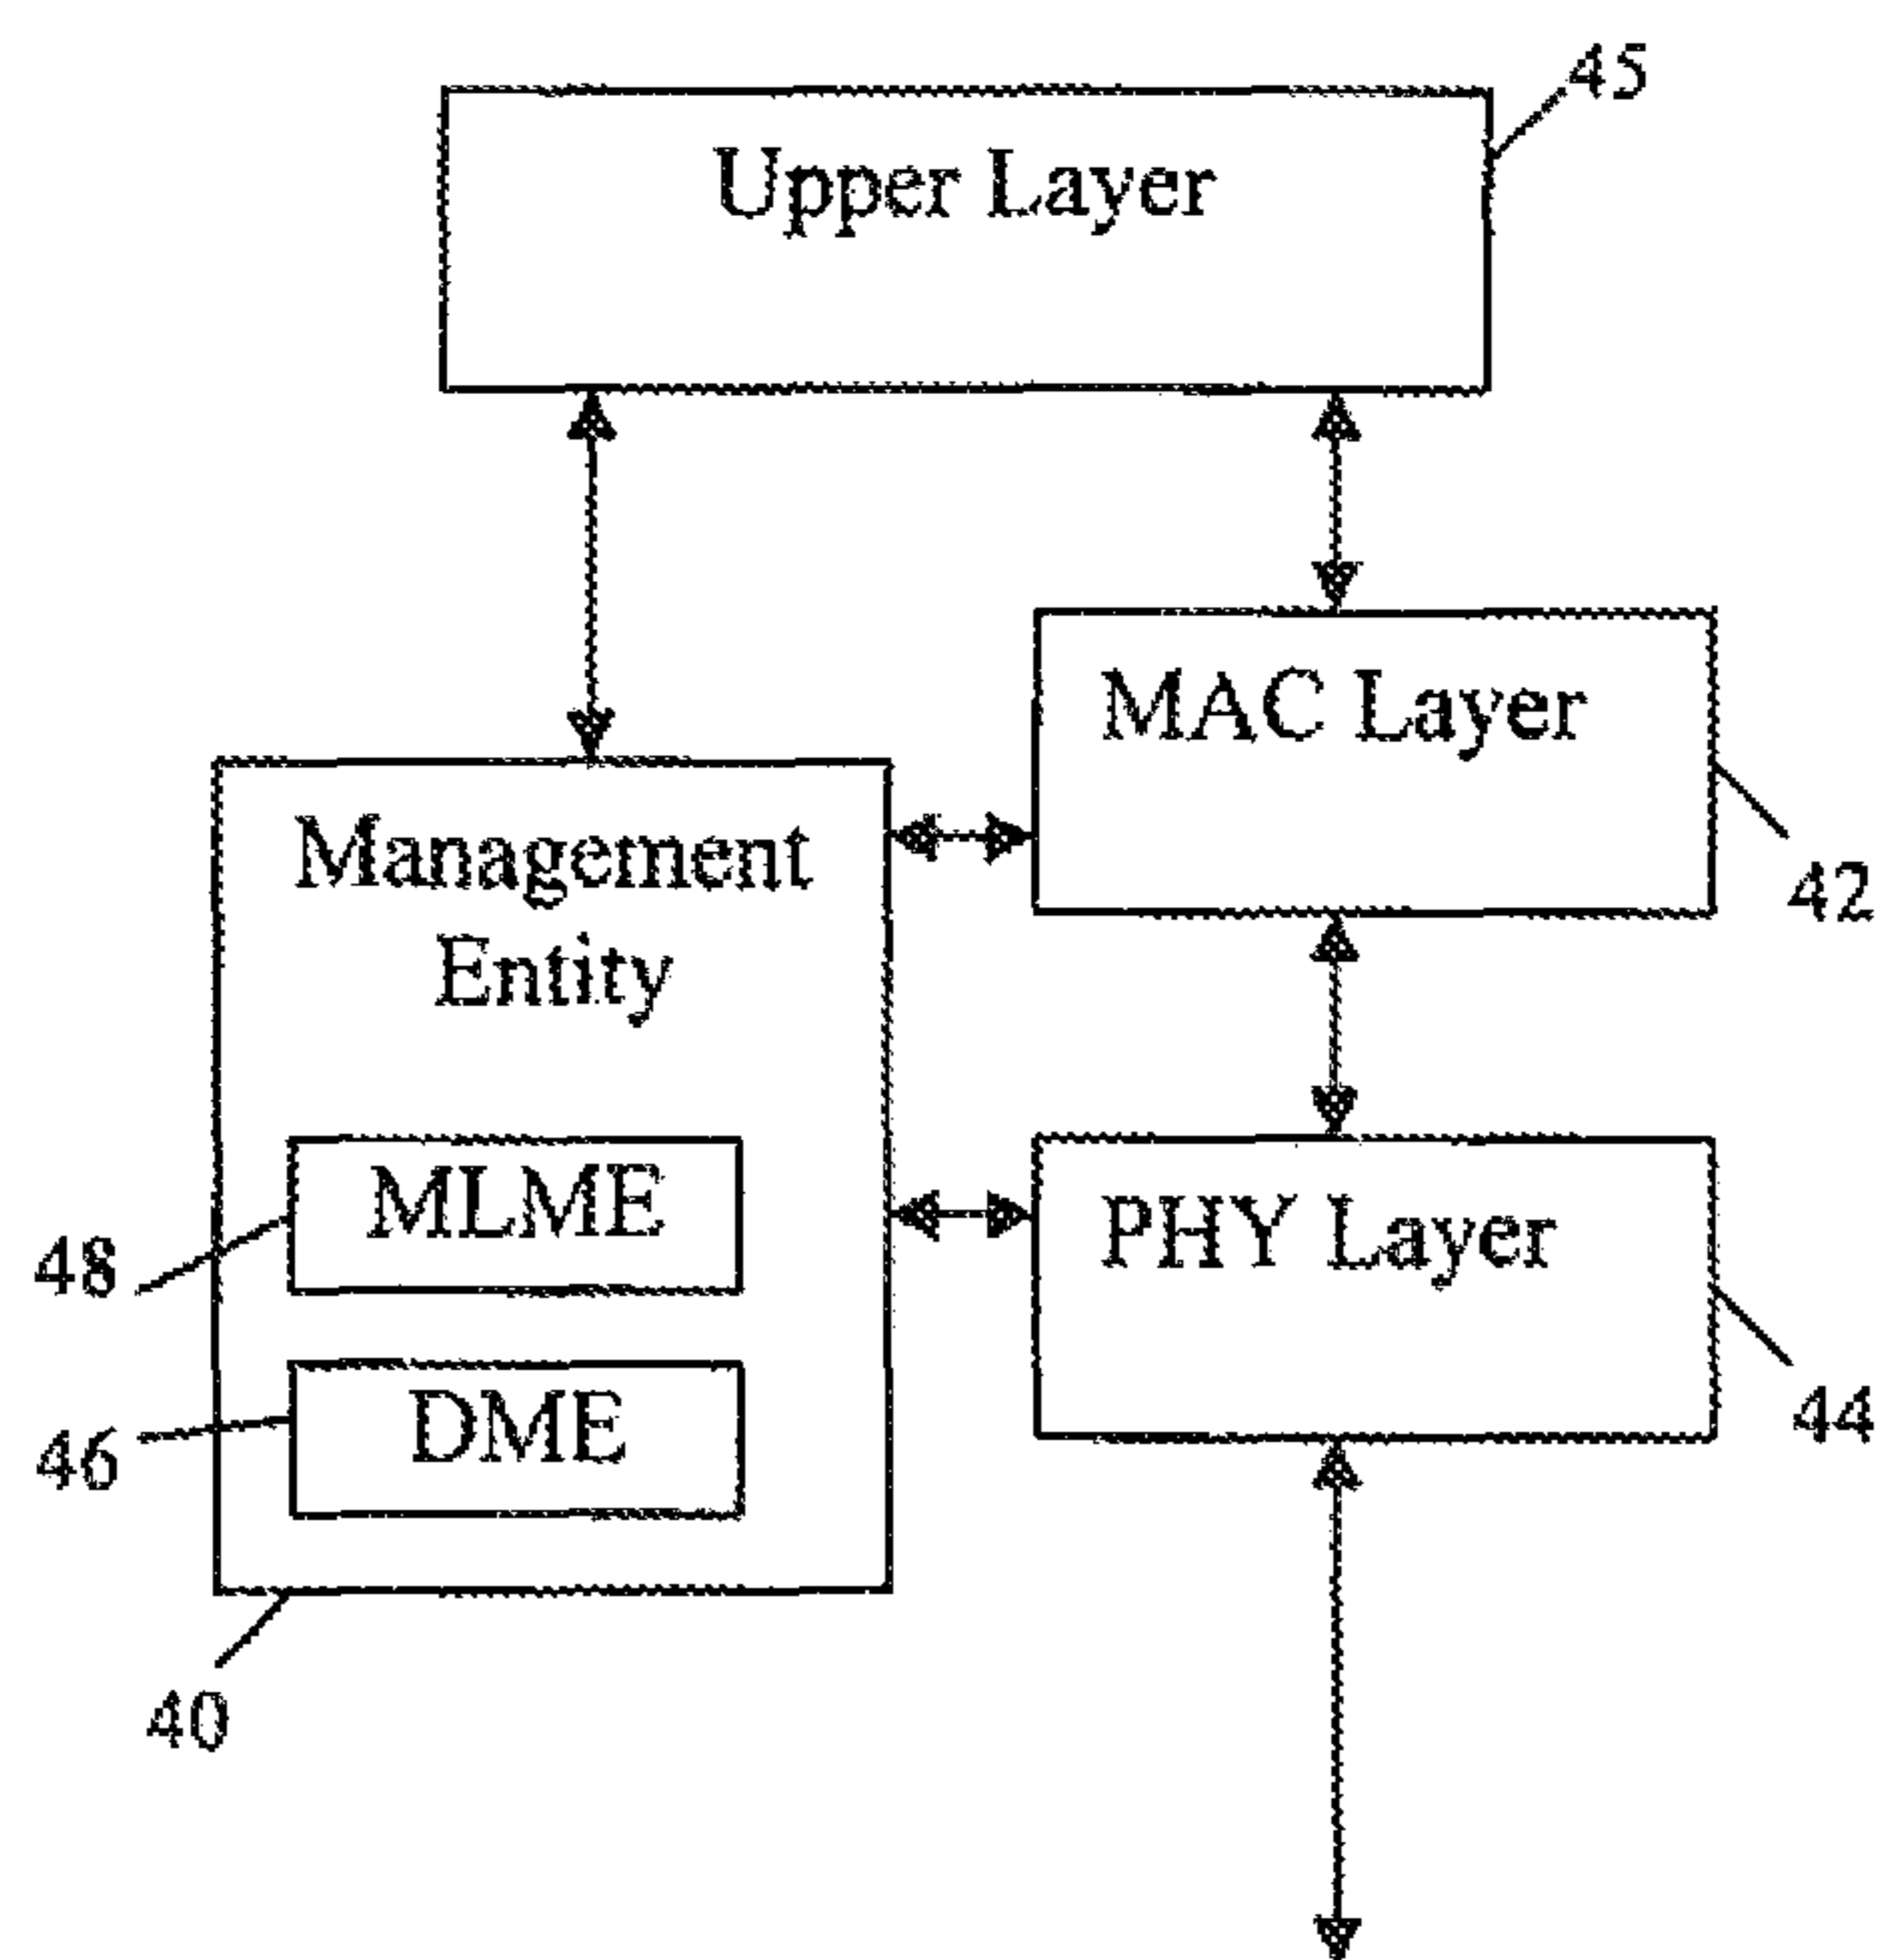 45
Upper Layer
MAC Layer
42
Management
Entity
MLME
48
PHY Layer
44
DME
46
40